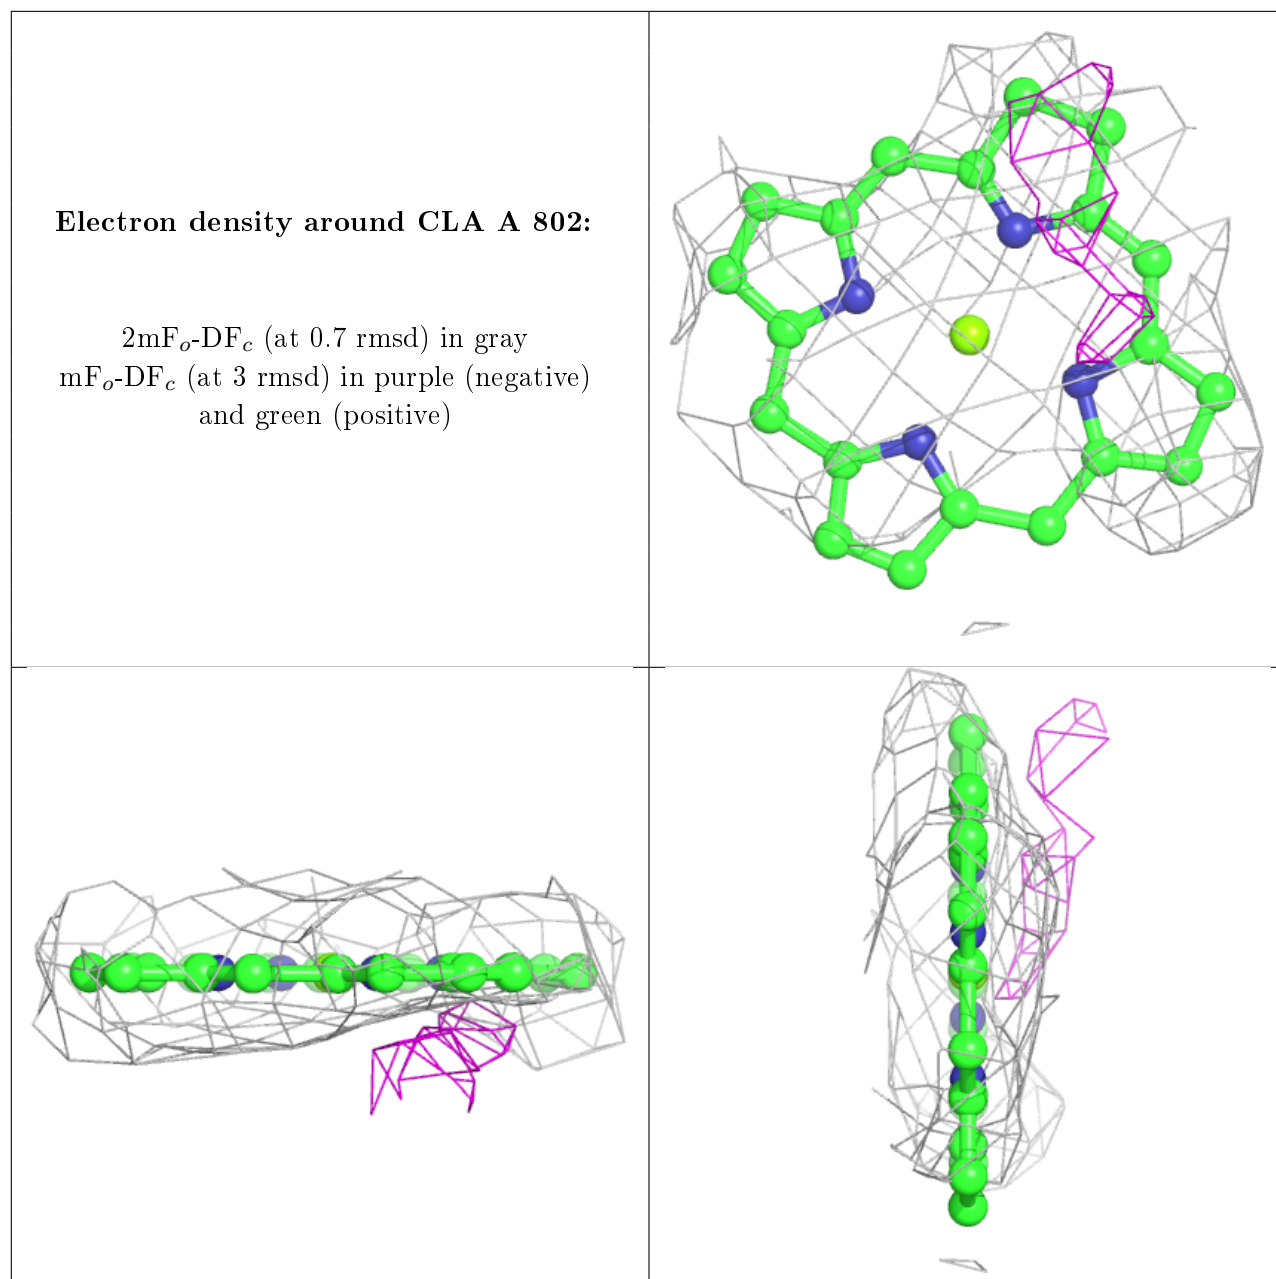 Electron density around CLA A 802:
2mFₒ-DF𝒸 (at 0.7 rmsd) in gray
mFₒ-DF𝒸 (at 3 rmsd) in purple (negative)
and green (positive)